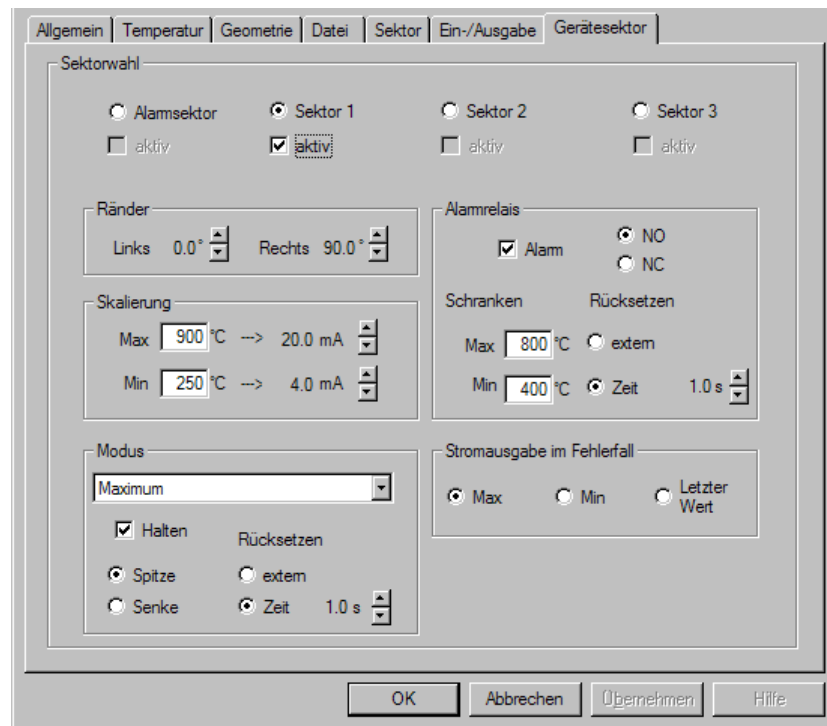 Allgemein Temperatur Geometrie Datei Sektor Ein-/Ausgabe Gerätesektor
Sektorwahl
Alarmsektor Sektor 1 Sektor 2 Sektor 3
aktiv aktiv aktiv aktiv
Ränder
Links 0.0° Rechts 90.0°
Skalierung
Max 900 °C --> 20.0 mA
Min 250 °C --> 4.0 mA
Alarmrelais
Alarm NO
NC
Schranken Rücksetzen
Max 800 °C extern
Min 400 °C Zeit 1.0 s
Modus
Maximum
Halten Rücksetzen
Spitze extern
Senke Zeit 1.0 s
Stromausgabe im Fehlerfall
Max Min Letzter
Wert
OK Abbrechen Übernehmen Hilfe